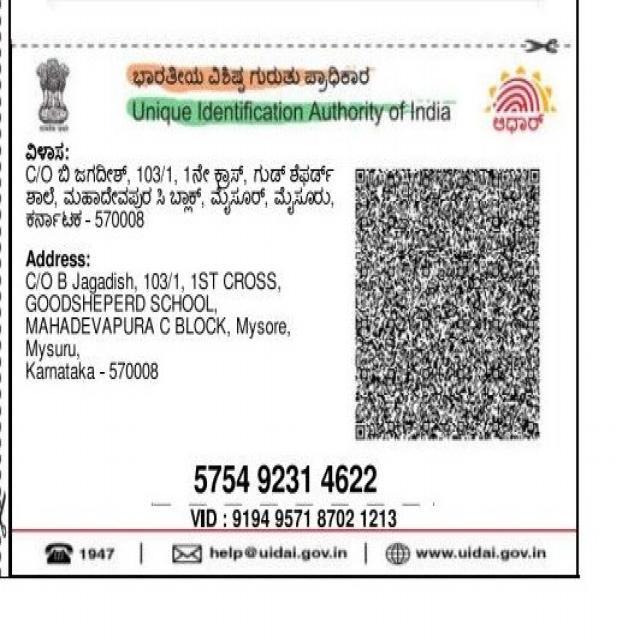 ಭಾರತೀಯ ವಿಶಿಷ್ಟ ಗುರುತು ಪ್ರಾಧಿಕಾರ
Unique Identification Authority of India
ಆಧಾರ್
ವಿಳಾಸ:
C/O ಬಿ ಜಗದೀಶ್, 103/1, 1ನೇ ಕ್ರಾಸ್, ಗುಡ್ ಶೆಫರ್ಡ್
ಶಾಲೆ, ಮಹಾದೇವಪುರ ಸಿ ಬ್ಲಾಕ್, ಮೈಸೂರ್, ಮೈಸೂರು,
ಕರ್ನಾಟಕ - 570008
Address:
C/O B Jagadish, 103/1, 1ST CROSS,
GOODSHEPERD SCHOOL,
MAHADEVAPURA C BLOCK, Mysore,
Mysuru,
Karnataka - 570008
5754 9231 4622
VID : 9194 9571 8702 1213
1947 | help@uidai.gov.in | www.uidai.gov.in